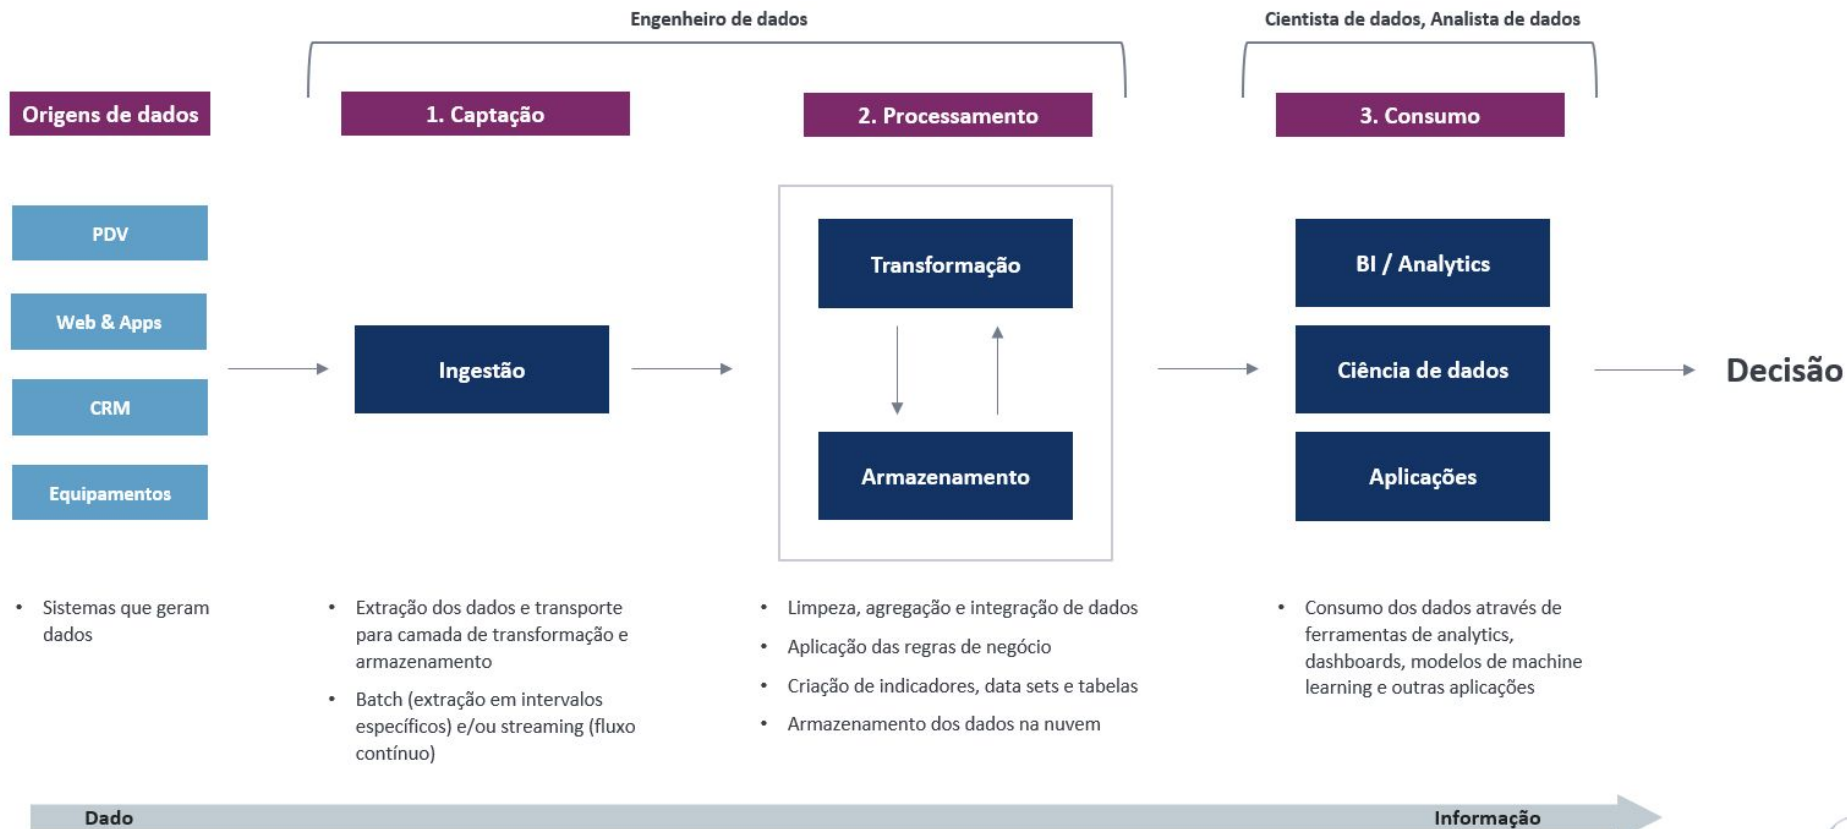 Engenheiro de dados
Cientista de dados, Analista de dados
Origens de dados
1. Captação
2. Processamento
3. Consumo
PDV
Web & Apps
CRM
Equipamentos
Ingestão
Transformação
Armazenamento
BI / Analytics
Ciência de dados
Aplicações
Decisão
• Sistemas que geram
dados
• Extração dos dados e transporte
para camada de transformação e
armazenamento
• Batch (extração em intervalos
específicos) e/ou streaming (fluxo
contínuo)
• Limpeza, agregação e integração de dados
• Aplicação das regras de negócio
• Criação de indicadores, data sets e tabelas
• Armazenamento dos dados na nuvem
• Consumo dos dados através de
ferramentas de analytics,
dashboards, modelos de machine
learning e outras aplicações
Dado
Informação